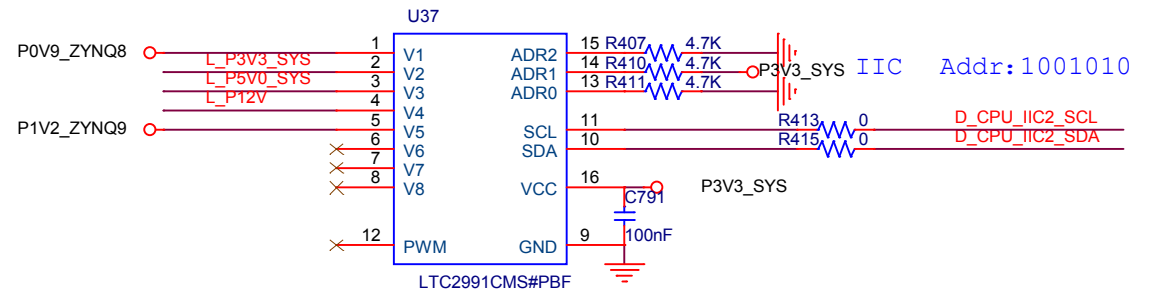 U37
P0V9_ZYNQ8
1
V1
ADR2
15
R407
4.7K
L_P3V3_SYS
2
V2
ADR1
14
R410
4.7K
P3V3_SYS
IIC Addr:1001010
L_P5V0_SYS
3
V3
ADR0
13
R411
4.7K
L_P12V
4
V4
P1V2_ZYNQ9
5
V5
SCL
11
R413
0
D_CPU_IIC2_SCL
6
V6
SDA
10
R415
0
D_CPU_IIC2_SDA
7
V7
8
V8
VCC
16
P3V3_SYS
C791
100nF
12
PWM
GND
9
LTC2991CMS#PBF